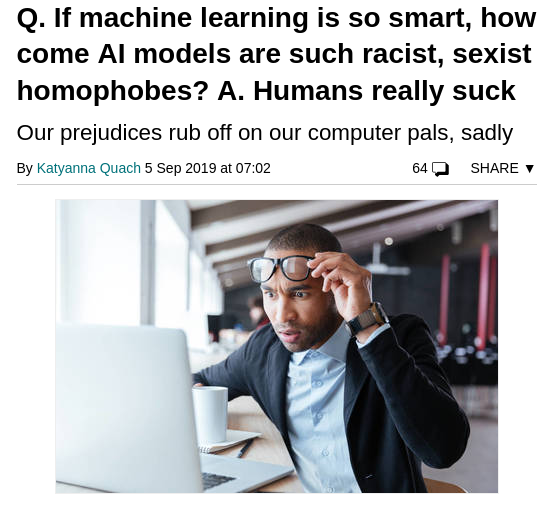 Q. If machine learning is so smart, how
come AI models are such racist, sexist
homophobes? A. Humans really suck
Our prejudices rub off on our computer pals, sadly
By Katyanna Quach 5 Sep 2019 at 07:02 64 SHARE ▼